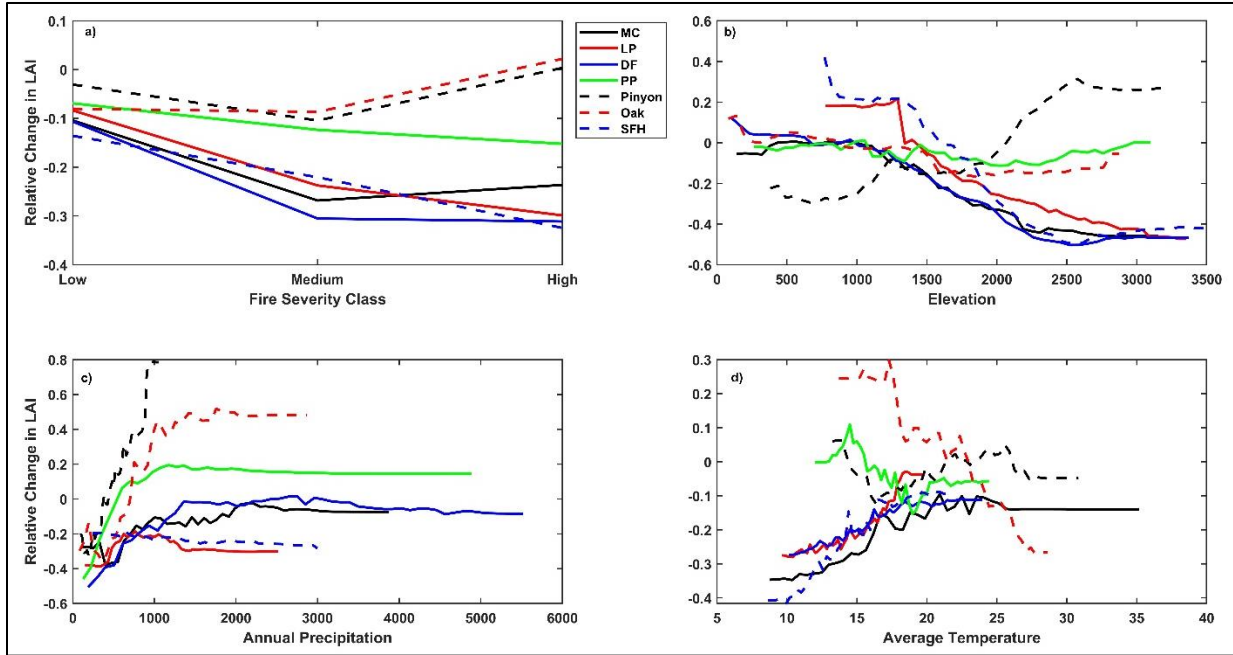 a)
0.1
0
-0.1
-0.2
-0.3
-0.4
Relative Change in LAI
Low
Medium
High
Fire Severity Class
MC
LP
DF
PP
Pinyon
Oak
SFH
b)
0.6
0.4
0.2
0
-0.2
-0.4
-0.6
0
500
1000
1500
2000
2500
3000
3500
Elevation
c)
0.8
0.6
0.4
0.2
0
-0.2
-0.4
-0.6
Relative Change in LAI
0
1000
2000
3000
4000
5000
6000
Annual Precipitation
d)
0.3
0.2
0.1
0
-0.1
-0.2
-0.3
-0.4
5
10
15
20
25
30
35
40
Average Temperature